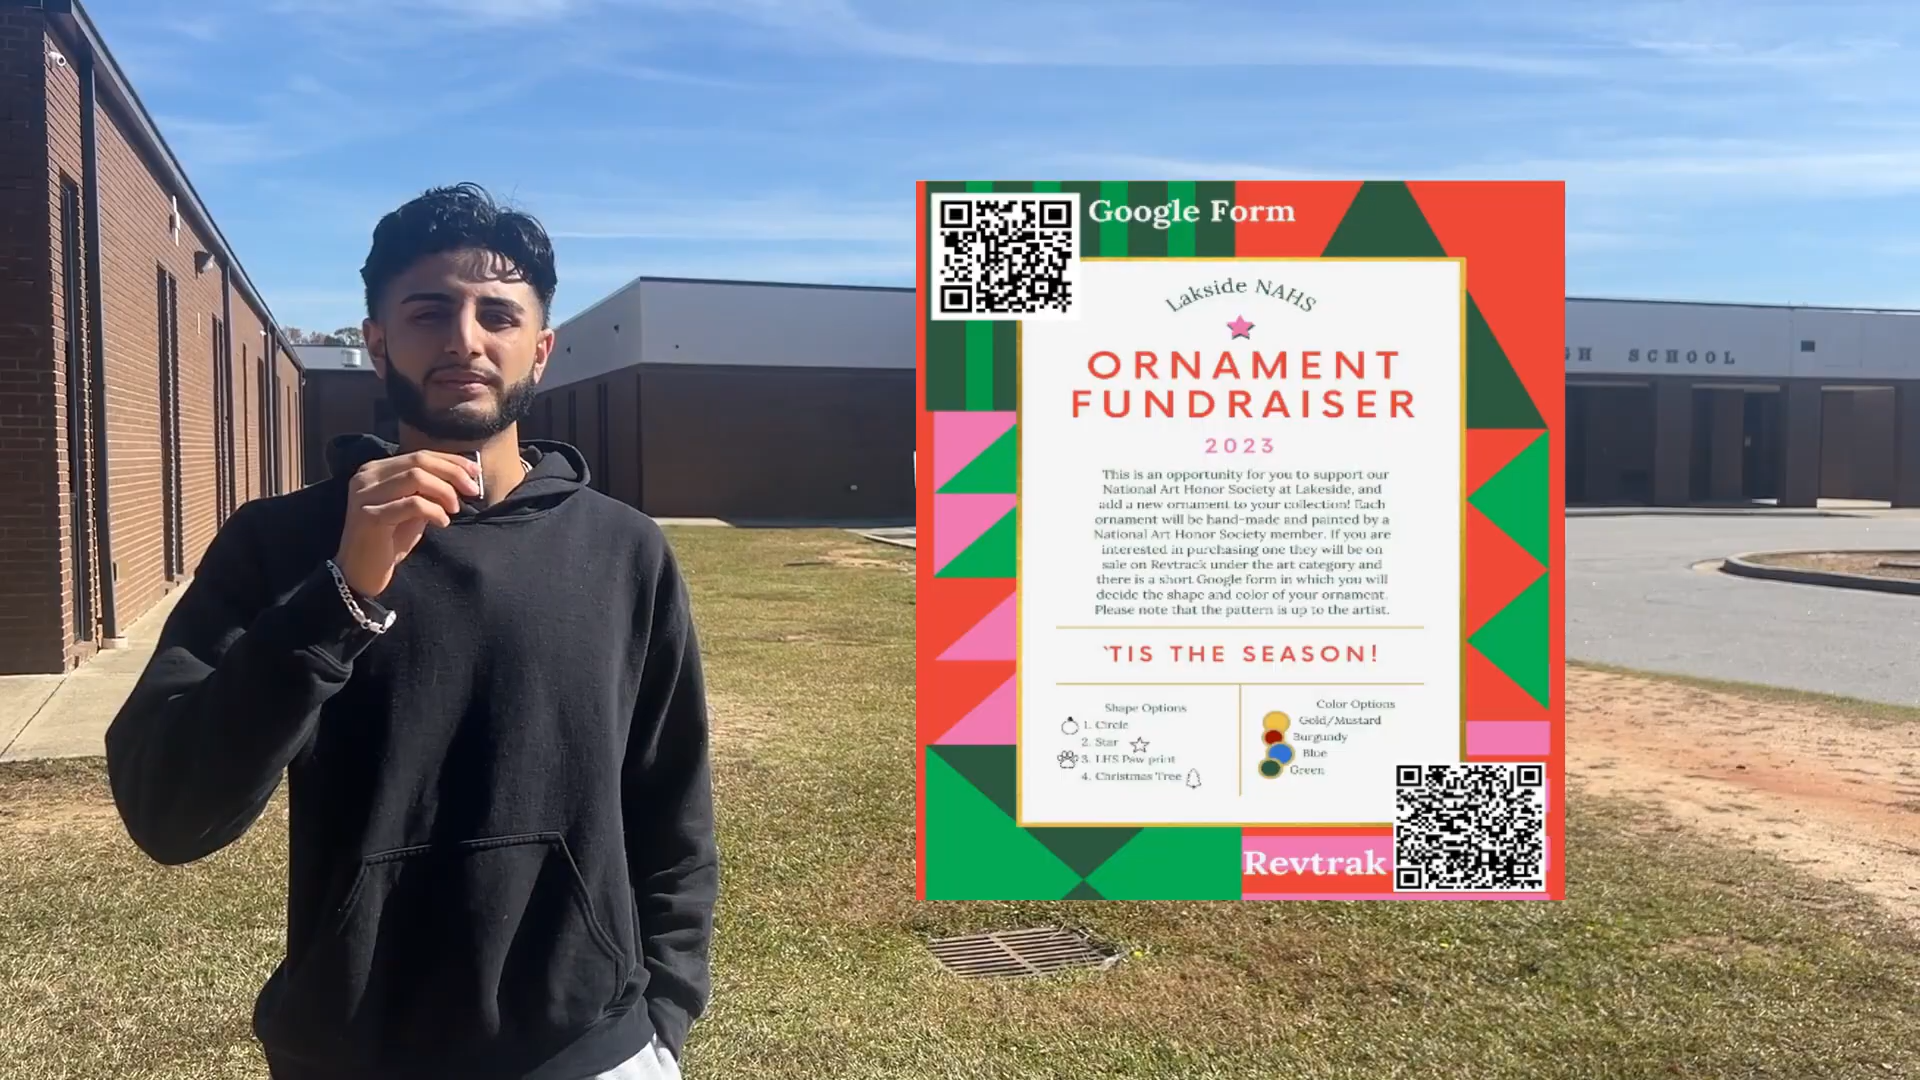 Google Form
Lakside NAHS
ORNAMENT
FUNDRAISER
2023
This is an opportunity for you to support our
National Art Honor Society at Lakeside, and
add a new ornament to your collection! Each
ornament will be hand-made and painted by a
National Art Honor Society member. If you are
interested in purchasing one they will be on
sale on Revtrack under the art category and
there is a short Google form in which you will
decide the shape and color of your ornament.
Please note that the pattern is up to the artist.
`TIS THE SEASON!
Shape Options
1. Circle
2. Star
3. LHS Paw print
4. Christmas Tree
Color Options
Gold/Mustard
Burgundy
Blue
Green
Revtrak
GH SCHOOL